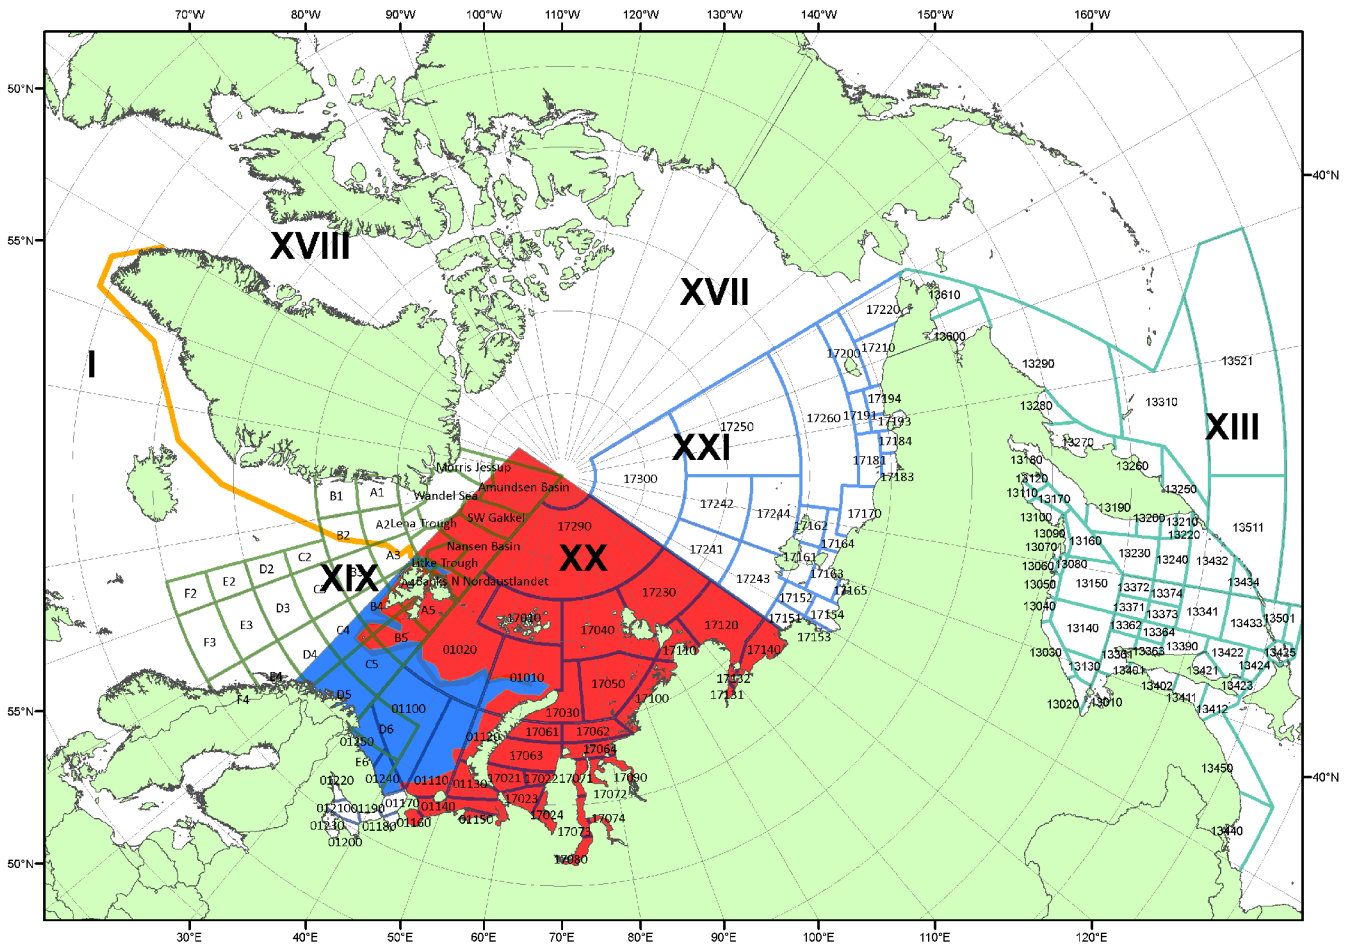 70°W 80°W 90°W 100°W 110°W 120°W 130°W 140°W 150°W 160°W
50°N
40°N
55°N
XVIII
XVII
I
17220
13610
17200
17210
13600
13290
13521
17194
13280
13310
17250
17260
17191
17193
XXI
XIII
17184
13270
Morris Jessup
17181
13180
13260
17300
17183
13120
Amundsen Basin
B1
A1
Wandel Sea
13110
13170
13250
17242
17244
17170
13190
SW Gakkel
A2
Lena Trough
17290
17162
13100
13200
13210
13511
B2
13090
13220
17164
13160
Nansen Basin
17241
13070
A3
C2
XX
17161
13230
13240
13432
Litke Trough
13060
13080
D2
XIX
17163
17243
E2
Banks N Nordaustlandet
13050
13150
13372
13434
F2
17230
17152
17165
13374
D3
B4
A5
13040
13371
13341
17151
17154
13373
17010
E3
17120
13362
13433
13501
C4
17040
13140
13364
17153
F3
B5
13390
01020
17110
17140
13030
13361
13363
13422
13435
D4
C5
13130
13401
13421
13424
E4
01010
17132
17050
13402
13423
D5
17131
F4
17100
13020
13010
13411
13412
01100
17030
55°N
D6
17061
17062
01120
01250
17064
17063
E6
13450
01220
01240
01110
01130
17021
17022
17071
17090
40°N
17072
01210
01190
01170
01140
17023
17024
01230
01180
01160
01150
17074
17073
13440
01200
50°N
17080
30°E 40°E 50°E 60°E 70°E 80°E 90°E 100°E 110°E 120°E